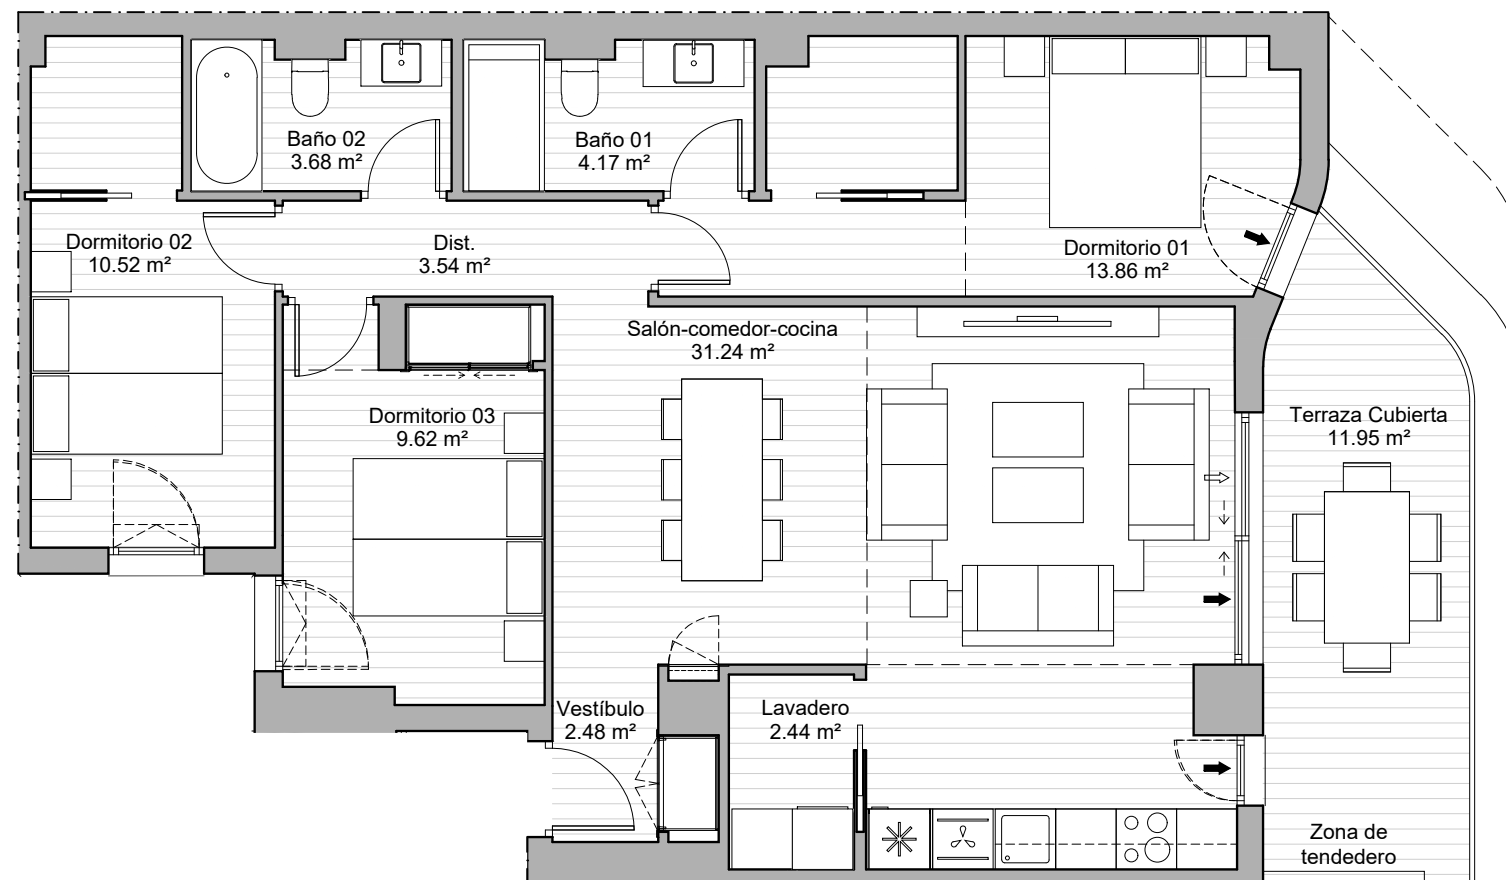 Baño 02
3.68 m²
Baño 01
4.17 m²
Dormitorio 02
10.52 m²
Dist.
3.54 m²
Dormitorio 01
13.86 m²
Salón-comedor-cocina
31.24 m²
Dormitorio 03
9.62 m²
Terraza Cubierta
11.95 m²
Vestíbulo
2.48 m²
Lavadero
2.44 m²
Zona de
tendedero